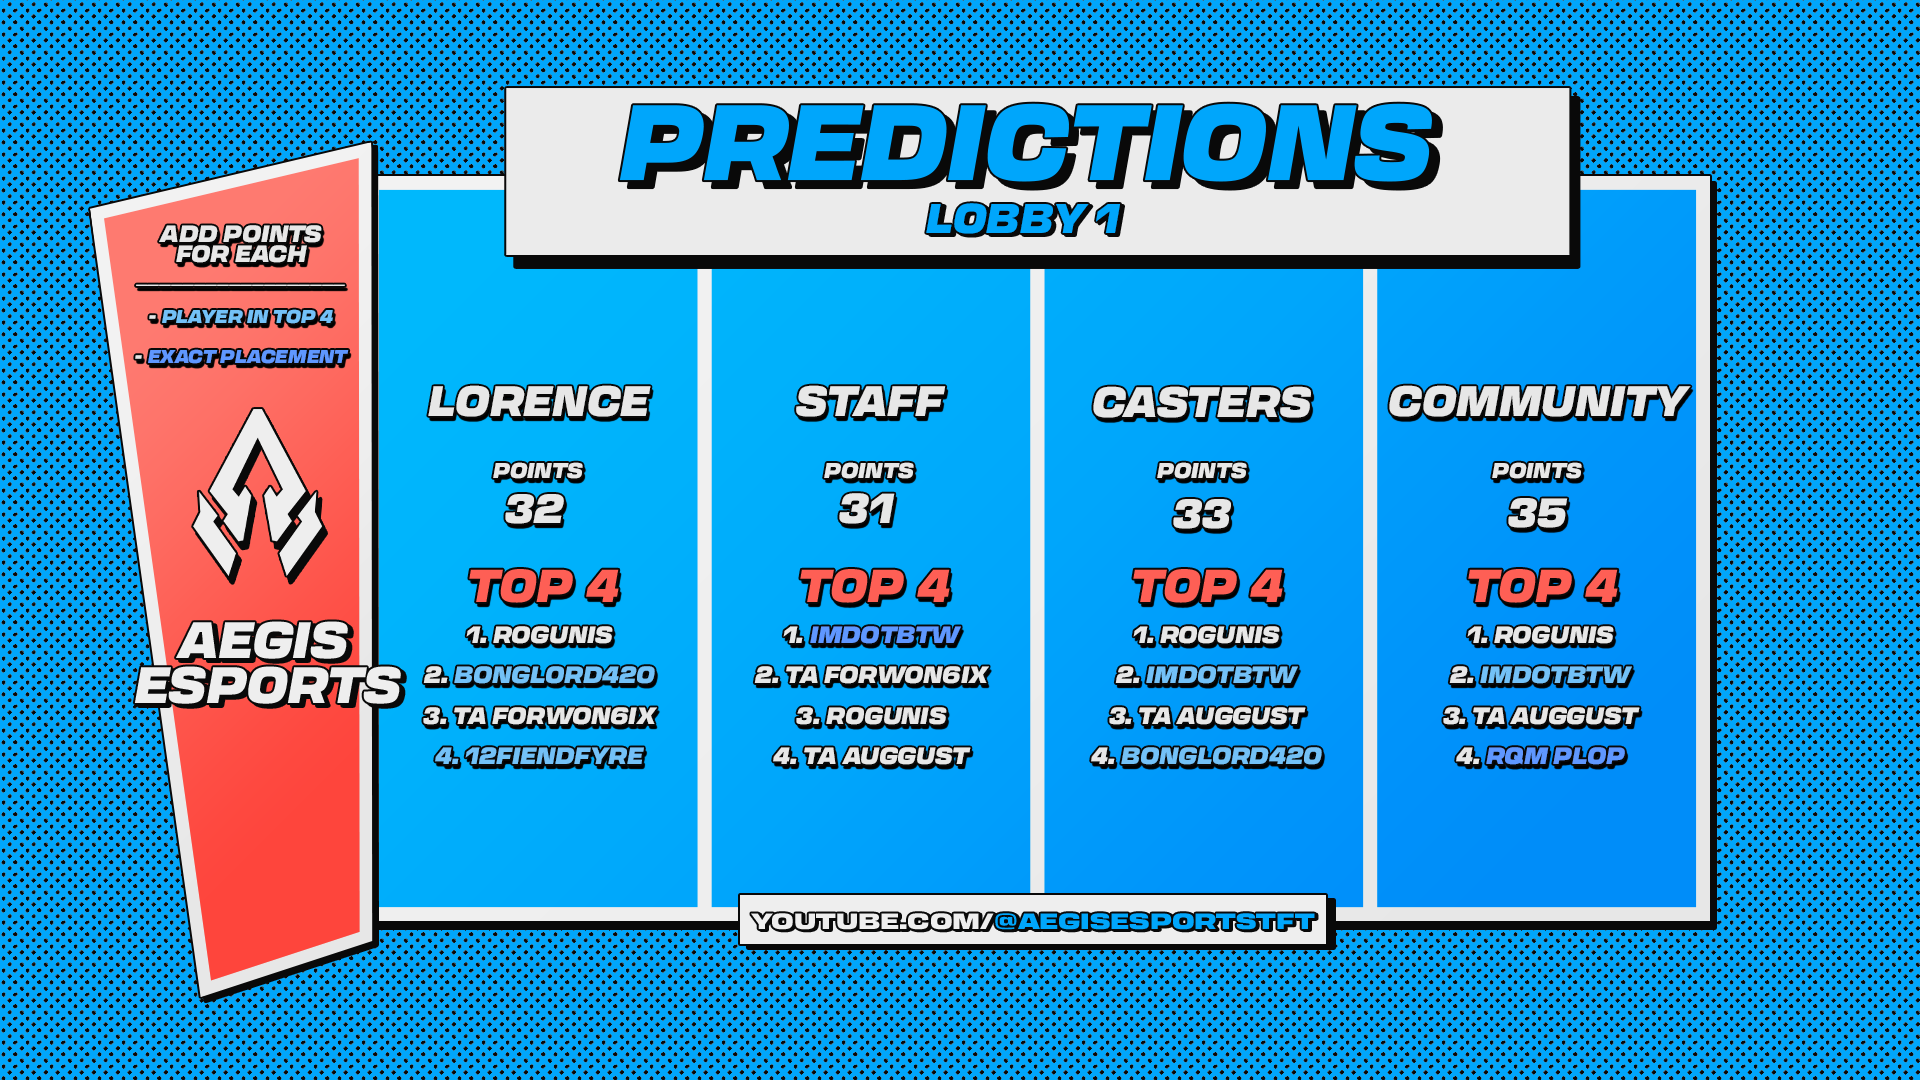 PREDICTIONS
LOBBY 1
ADD POINTS
FOR EACH
- PLAYER IN TOP 4
- EXACT PLACEMENT
AEGIS
ESPORTS
LORENCE
POINTS
32
TOP 4
1. ROGUNIS
2. BONGLORD420
3. TA FORWON6IX
4. 12FIENDFYRE
STAFF
POINTS
31
TOP 4
1. IMDOTBTW
2. TA FORWON6IX
3. ROGUNIS
4. TA AUGGUST
CASTERS
POINTS
33
TOP 4
1. ROGUNIS
2. IMDOTBTW
3. TA AUGGUST
4. BONGLORD420
COMMUNITY
POINTS
35
TOP 4
1. ROGUNIS
2. IMDOTBTW
3. TA AUGGUST
4. RQM PLOP
YOUTUBE.COM/@AEGISESPORTSTFT